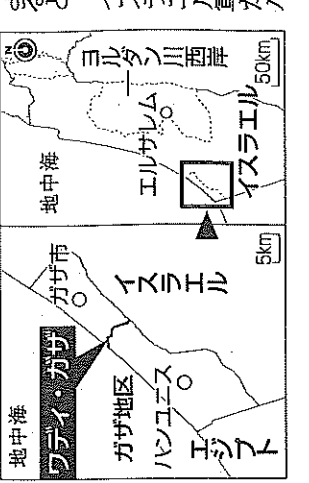 地中海
ワディ・ガザ
ガザ市
イスラエル
ガザ地区
ハンユニス
エジプト
5km
地中海
N
ヨルダン川西岸
エルサレム
イスラエル
50km